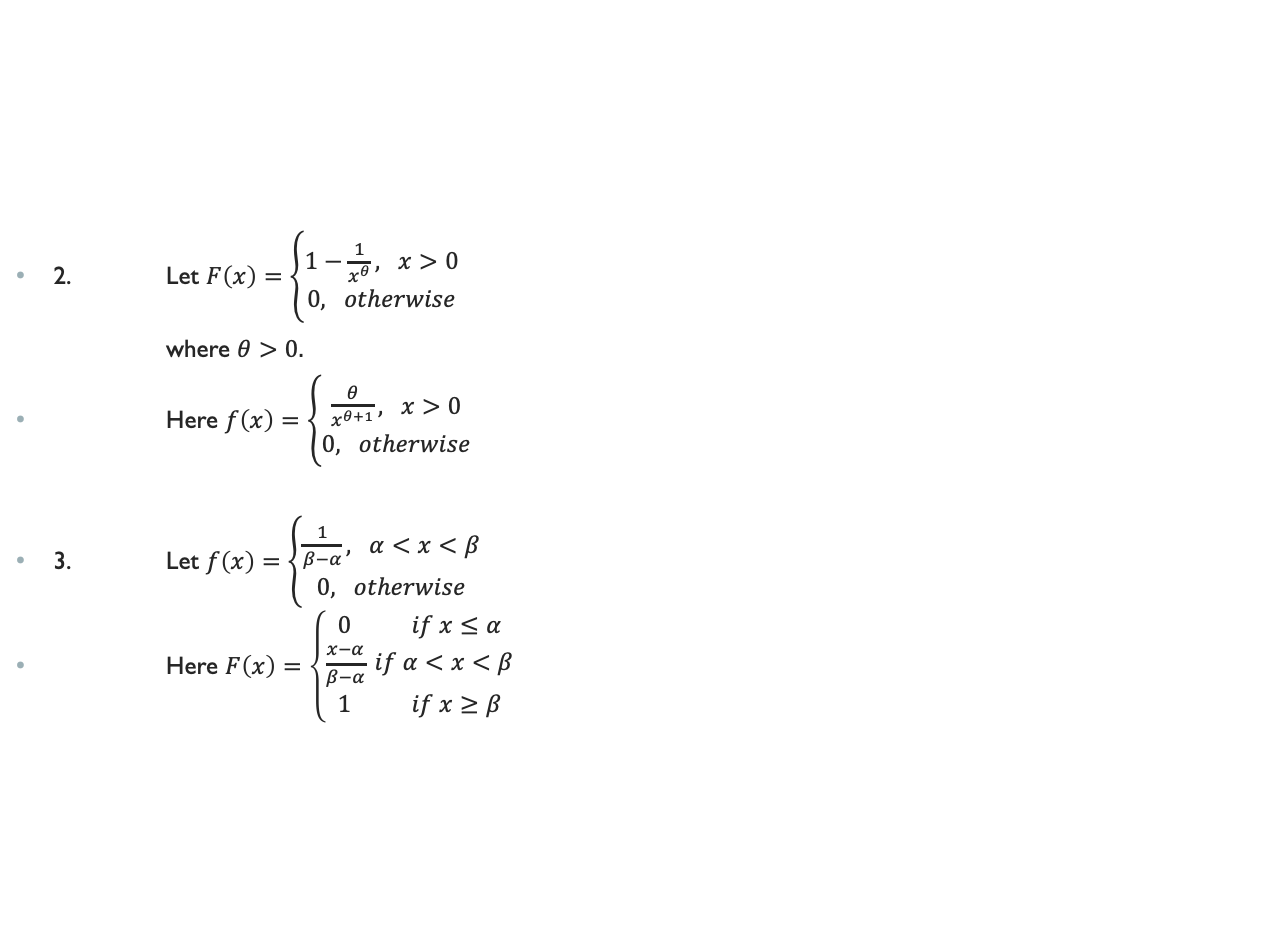 • 2. Let F(x) = { 1 − 1/x^θ, x > 0
0, otherwise
where θ > 0.
• Here f(x) = { θ/x^(θ+1), x > 0
0, otherwise
• 3. Let f(x) = { 1/(β−α), α < x < β
0, otherwise
• Here F(x) = { 0 if x ≤ α
(x−α)/(β−α) if α < x < β
1 if x ≥ β